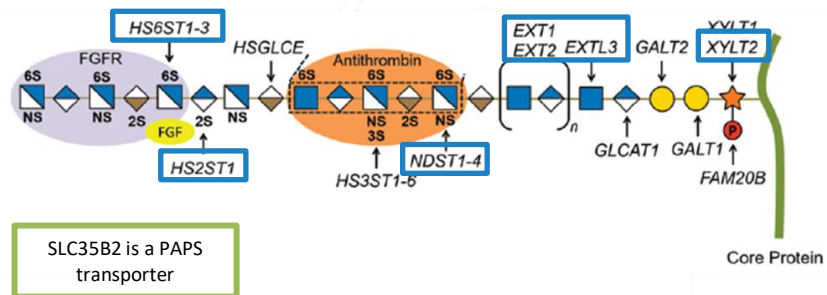 HS6ST1-3
HSGLCE
EXT1
EXT2
EXTL3
GALT2
XYLT1
XYLT2
FGFR
Antithrombin
6S
6S
6S
6S
6S
6S
NS
2S
NS
2S
NS
NS
2S
NS
3S
n
P
FGF
HS2ST1
NDST1-4
HS3ST1-6
GLCAT1
GALT1
FAM20B
SLC35B2 is a PAPS
transporter
Core Protein